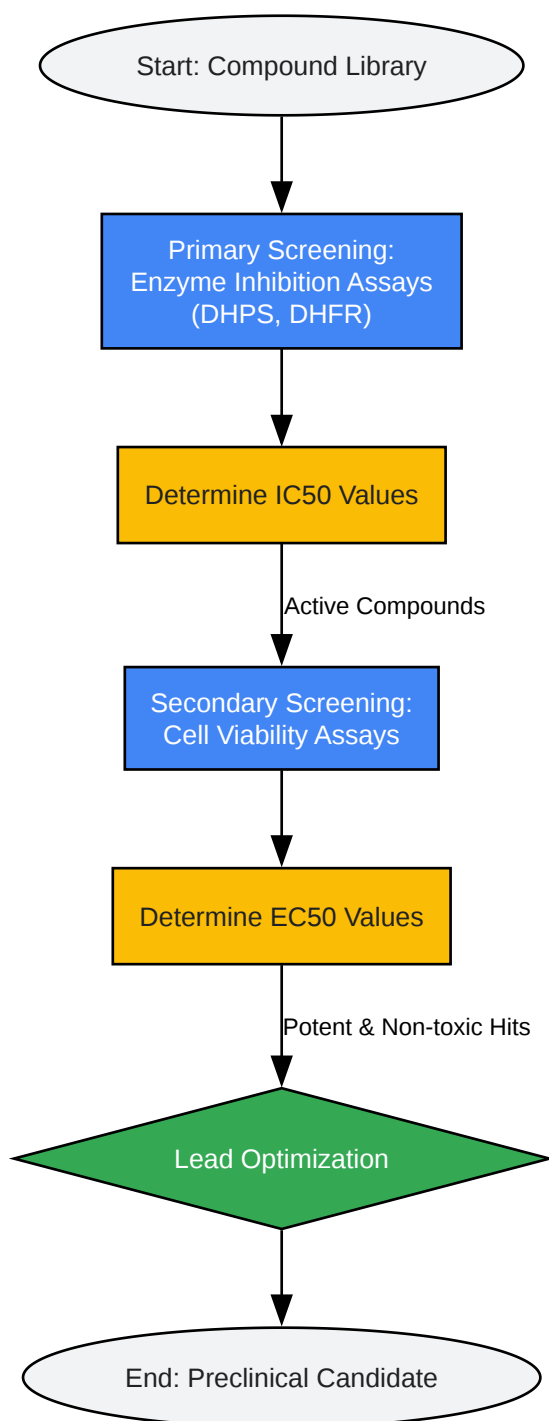 Start: Compound Library
Primary Screening:
Enzyme Inhibition Assays
(DHPS, DHFR)
Determine IC50 Values
Active Compounds
Secondary Screening:
Cell Viability Assays
Determine EC50 Values
Potent & Non-toxic Hits
Lead Optimization
End: Preclinical Candidate